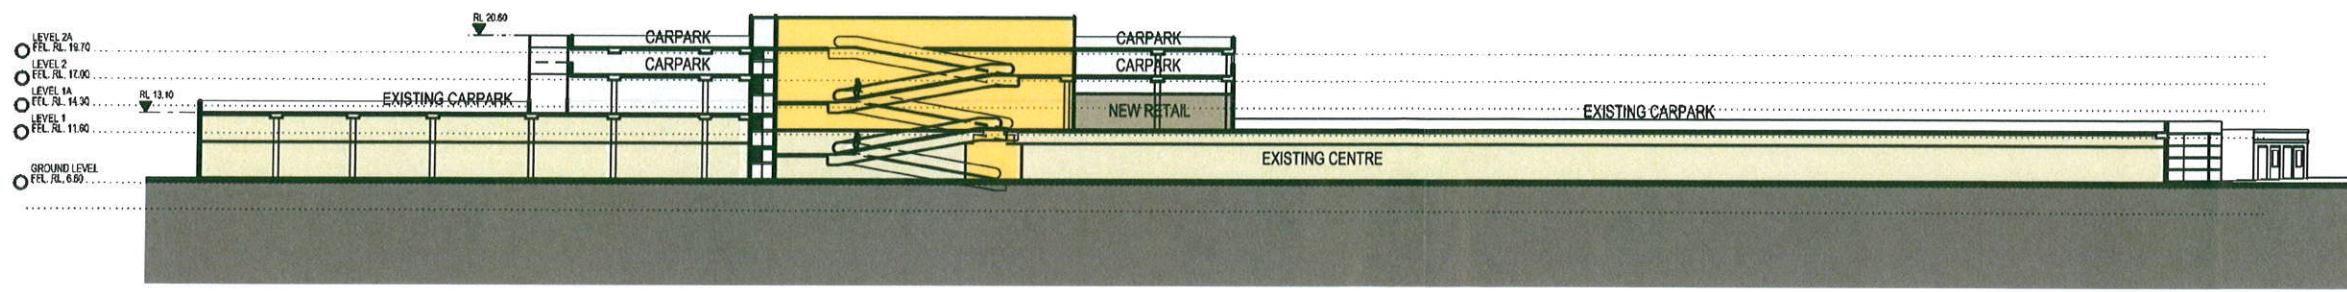 RL 20.60
LEVEL 2A
FFL. RL. 19.70
CARPARK
CARPARK
LEVEL 2
FFL. RL. 17.00
CARPARK
CARPARK
LEVEL 1A
FFL. RL. 14.30
RL 13.10
EXISTING CARPARK
NEW RETAIL
EXISTING CARPARK
LEVEL 1
FFL. RL. 11.60
EXISTING CENTRE
GROUND LEVEL
FFL. RL. 6.60